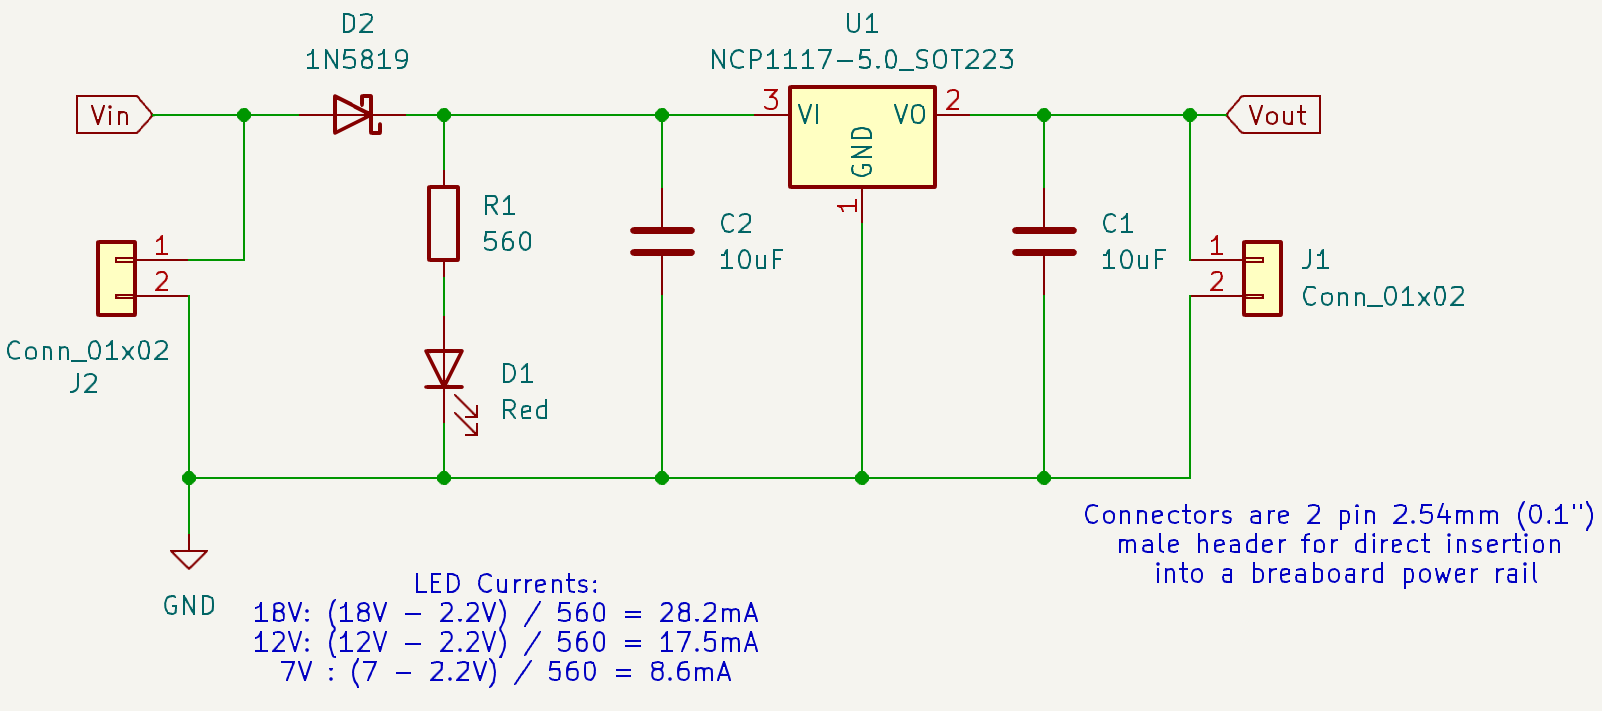 D2
1N5819
U1
NCP1117-5.0_SOT223
Vin
3
VI
VO
2
GND
1
Vout
R1
560
C2
10uF
C1
10uF
1
2
Conn_01x02
J2
1
2
J1
Conn_01x02
D1
Red
GND
Connectors are 2 pin 2.54mm (0.1")
male header for direct insertion
into a breaboard power rail
LED Currents:
18V: (18V - 2.2V) / 560 = 28.2mA
12V: (12V - 2.2V) / 560 = 17.5mA
7V : (7 - 2.2V) / 560 = 8.6mA